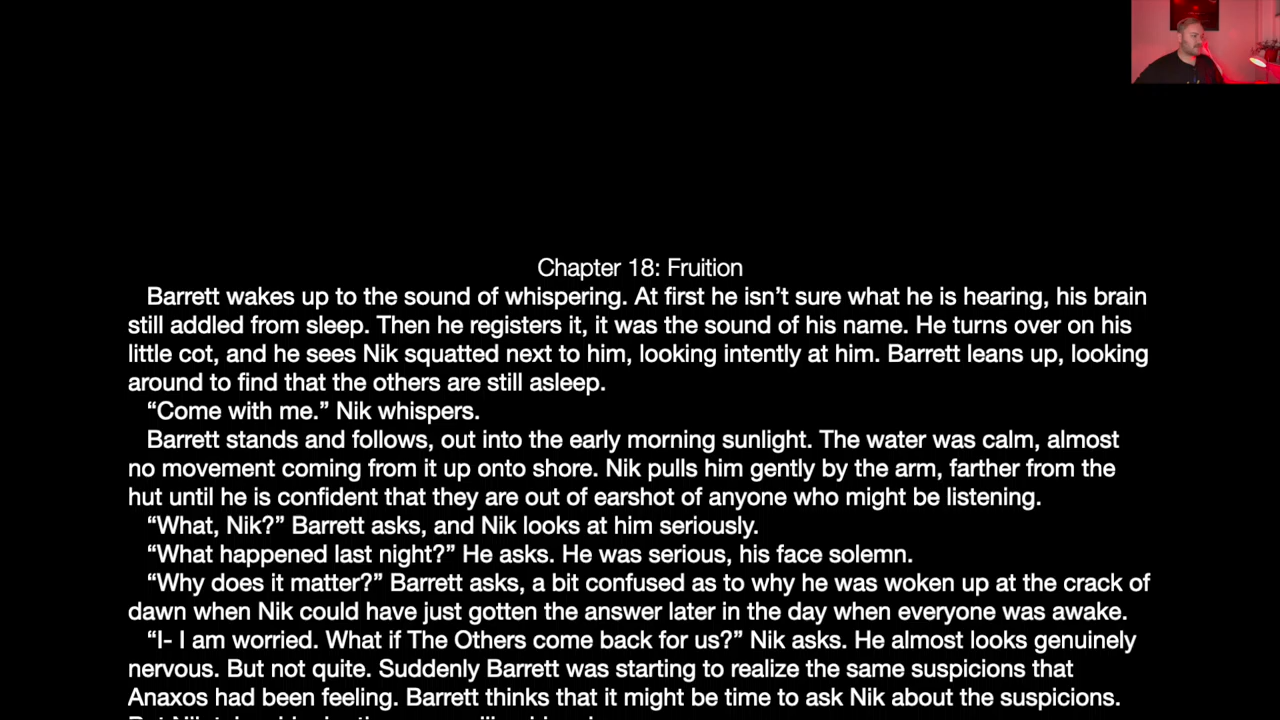 Chapter 18: Fruition
Barrett wakes up to the sound of whispering. At first he isn’t sure what he is hearing, his brain
still addled from sleep. Then he registers it, it was the sound of his name. He turns over on his
little cot, and he sees Nik squatted next to him, looking intently at him. Barrett leans up, looking
around to find that the others are still asleep.
“Come with me.” Nik whispers.
Barrett stands and follows, out into the early morning sunlight. The water was calm, almost
no movement coming from it up onto shore. Nik pulls him gently by the arm, farther from the
hut until he is confident that they are out of earshot of anyone who might be listening.
“What, Nik?” Barrett asks, and Nik looks at him seriously.
“What happened last night?” He asks. He was serious, his face solemn.
“Why does it matter?” Barrett asks, a bit confused as to why he was woken up at the crack of
dawn when Nik could have just gotten the answer later in the day when everyone was awake.
“I- I am worried. What if The Others come back for us?” Nik asks. He almost looks genuinely
nervous. But not quite. Suddenly Barrett was starting to realize the same suspicions that
Anaxos had been feeling. Barrett thinks that it might be time to ask Nik about the suspicions.